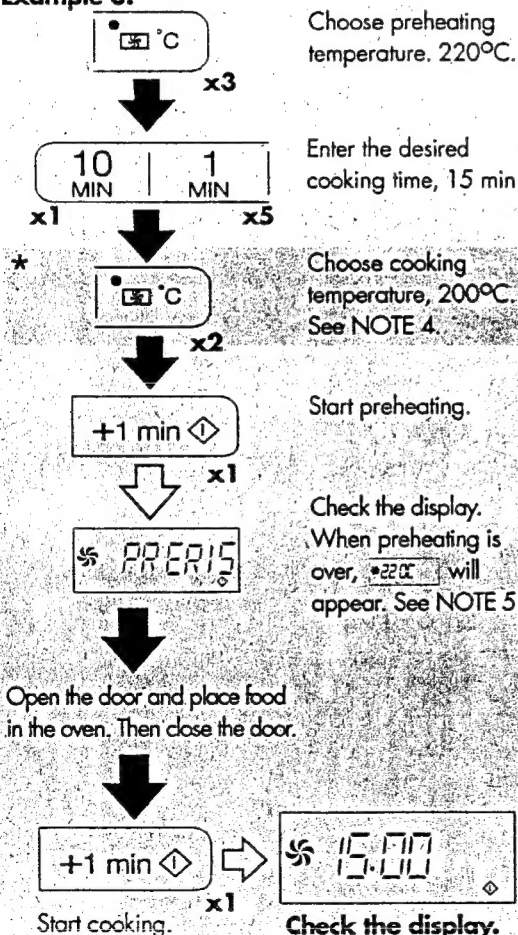 °C
x3
Choose preheating
temperature. 220°C.
10 MIN | 1 MIN
x1 x5
Enter the desired
cooking time, 15 min
*
°C
x2
Choose cooking
temperature, 200°C.
See NOTE 4.
+1 min
x1
Start preheating.
PRERIS
Check the display.
When preheating is
over, *220C will
appear. See NOTE 5
Open the door and place food
in the oven. Then close the door.
+1 min
x1
Start cooking.
15.00
Check the display.